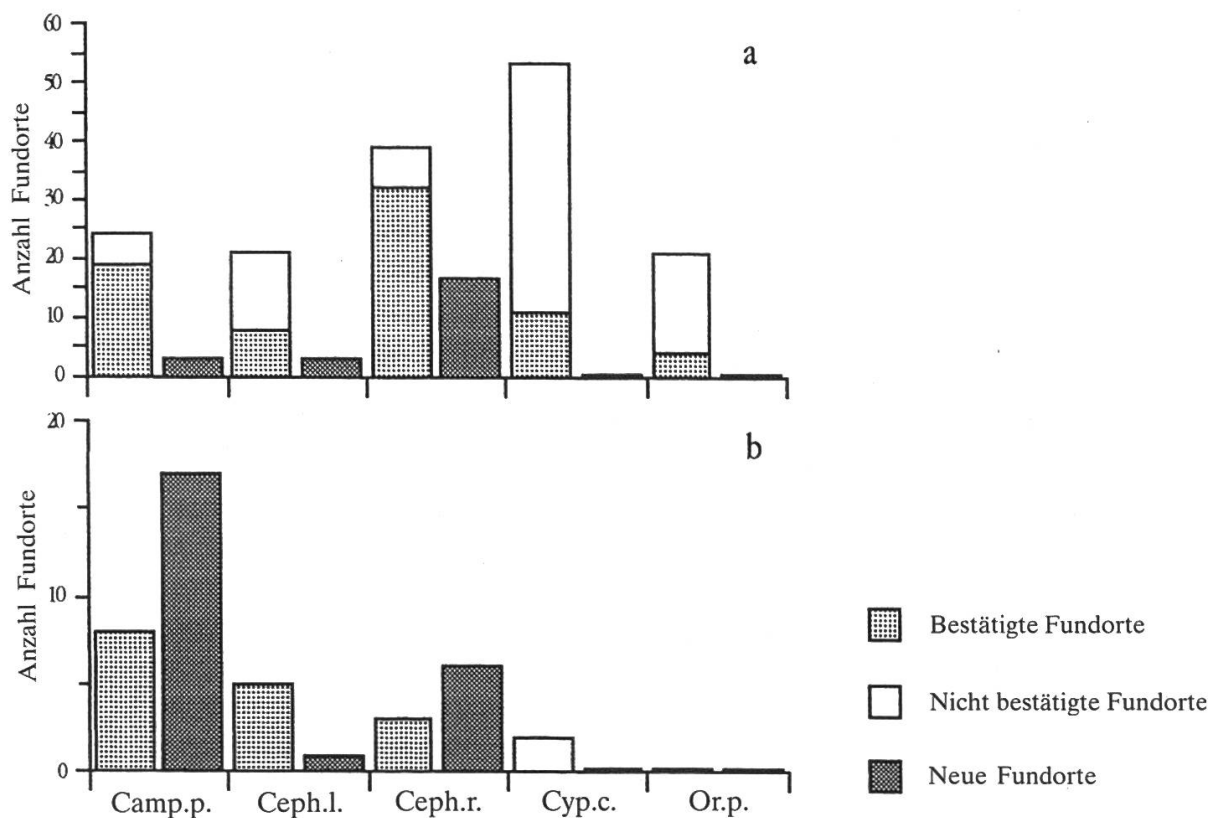 a
60
50
40
30
20
10
0
Anzahl Fundorte
b
20
10
0
Anzahl Fundorte
Camp.p. Ceph.l. Ceph.r. Cyp.c. Or.p.
Bestätigte Fundorte
Nicht bestätigte Fundorte
Neue Fundorte